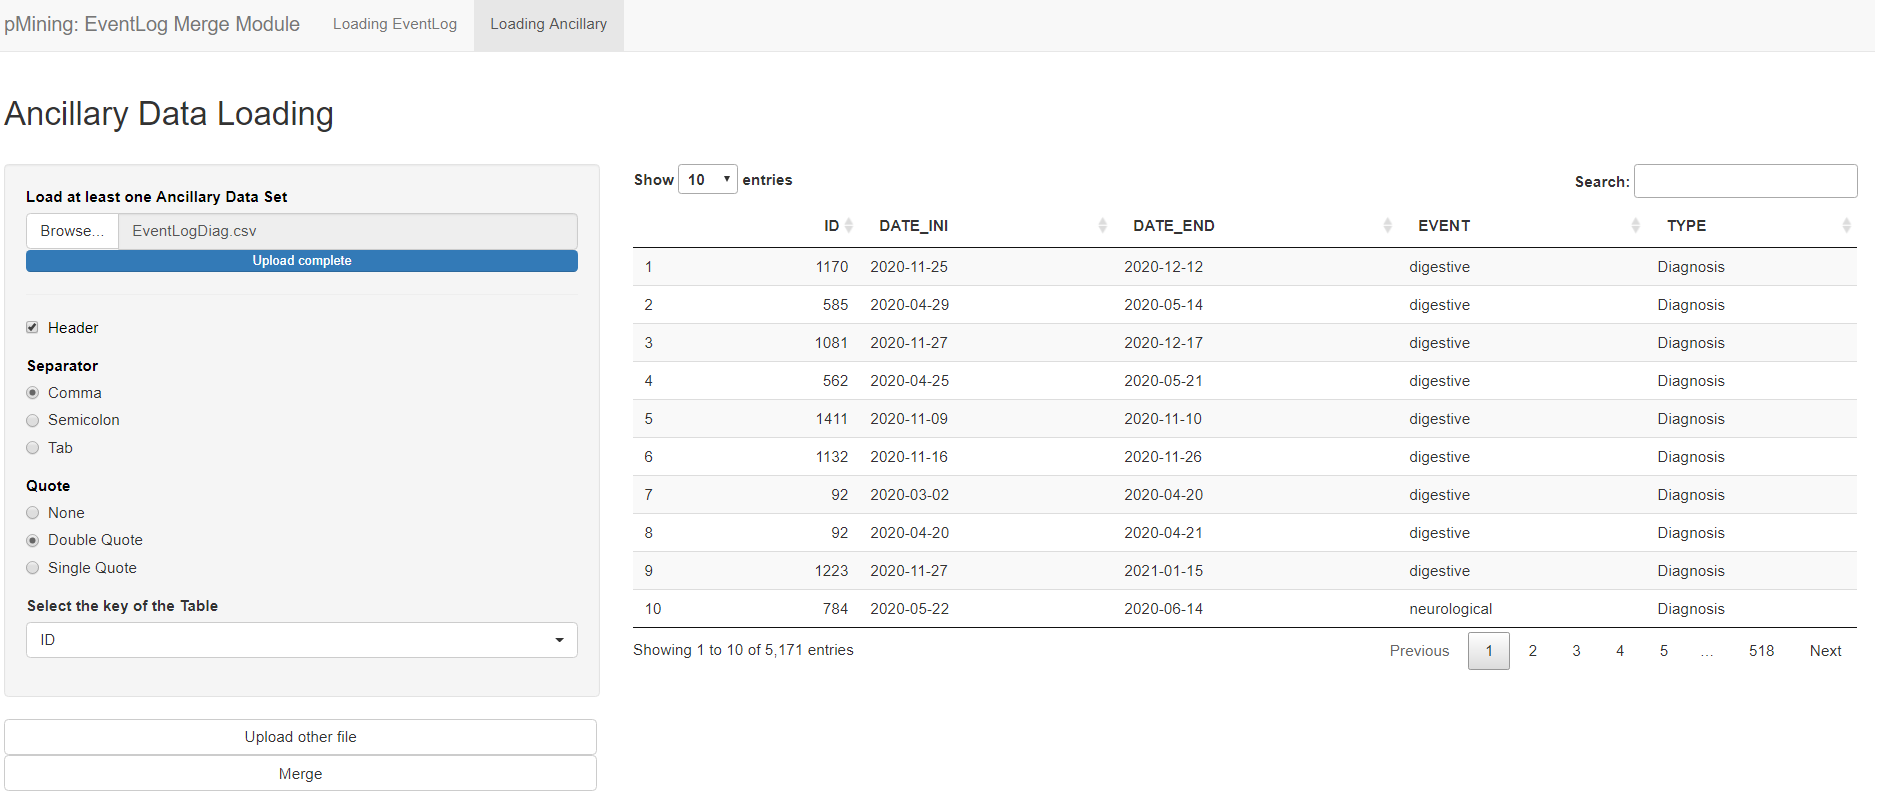 pMining: EventLog Merge Module Loading EventLog Loading Ancillary
Ancillary Data Loading
Load at least one Ancillary Data Set
Browse... EventLogDiag.csv
Upload complete
Header
Separator
Comma
Semicolon
Tab
Quote
None
Double Quote
Single Quote
Select the key of the Table
ID
Upload other file
Merge
Show 10 entries Search:
ID DATE_INI DATE_END EVENT TYPE
1 1170 2020-11-25 2020-12-12 digestive Diagnosis
2 585 2020-04-29 2020-05-14 digestive Diagnosis
3 1081 2020-11-27 2020-12-17 digestive Diagnosis
4 562 2020-04-25 2020-05-21 digestive Diagnosis
5 1411 2020-11-09 2020-11-10 digestive Diagnosis
6 1132 2020-11-16 2020-11-26 digestive Diagnosis
7 92 2020-03-02 2020-04-20 digestive Diagnosis
8 92 2020-04-20 2020-04-21 digestive Diagnosis
9 1223 2020-11-27 2021-01-15 digestive Diagnosis
10 784 2020-05-22 2020-06-14 neurological Diagnosis
Showing 1 to 10 of 5,171 entries Previous 1 2 3 4 5 ... 518 Next